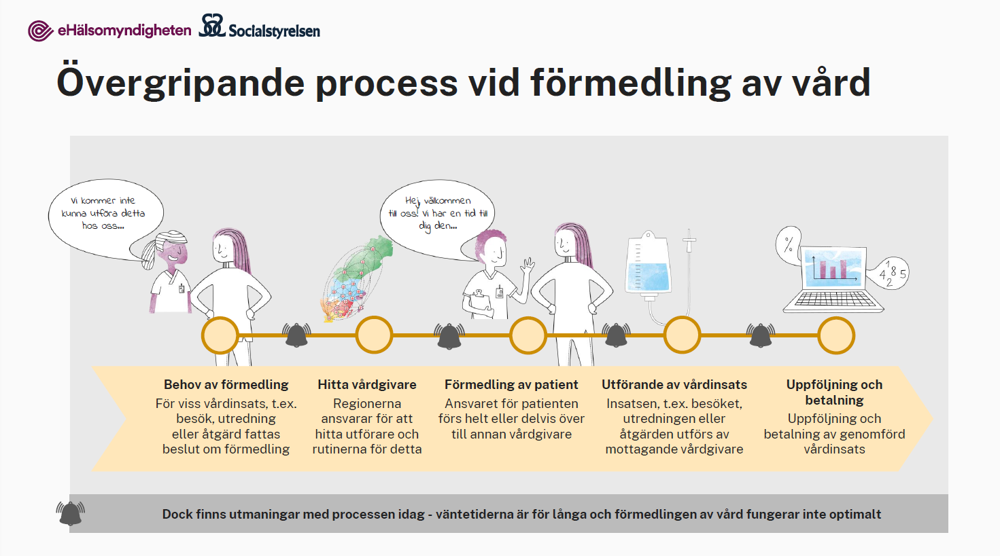 eHälsomyndigheten Socialstyrelsen
Övergripande process vid förmedling av vård
Vi kommer inte
kunna utföra detta
hos oss...
Hej, välkommen
till oss! Vi har en tid till
dig den...
%
1
4 8 5
2
Behov av förmedling
För viss vårdinsats, t.ex.
besök, utredning
eller åtgärd fattas
beslut om förmedling
Hitta vårdgivare
Regionerna
ansvarar för att
hitta utförare och
rutinerna för detta
Förmedling av patient
Ansvaret för patienten
förs helt eller delvis över
till annan vårdgivare
Utförande av vårdinsats
Insatsen, t.ex. besöket,
utredningen eller
åtgärden utförs av
mottagande vårdgivare
Uppföljning och
betalning
Uppföljning och
betalning av genomförd
vårdinsats
Dock finns utmaningar med processen idag - väntetiderna är för långa och förmedlingen av vård fungerar inte optimalt